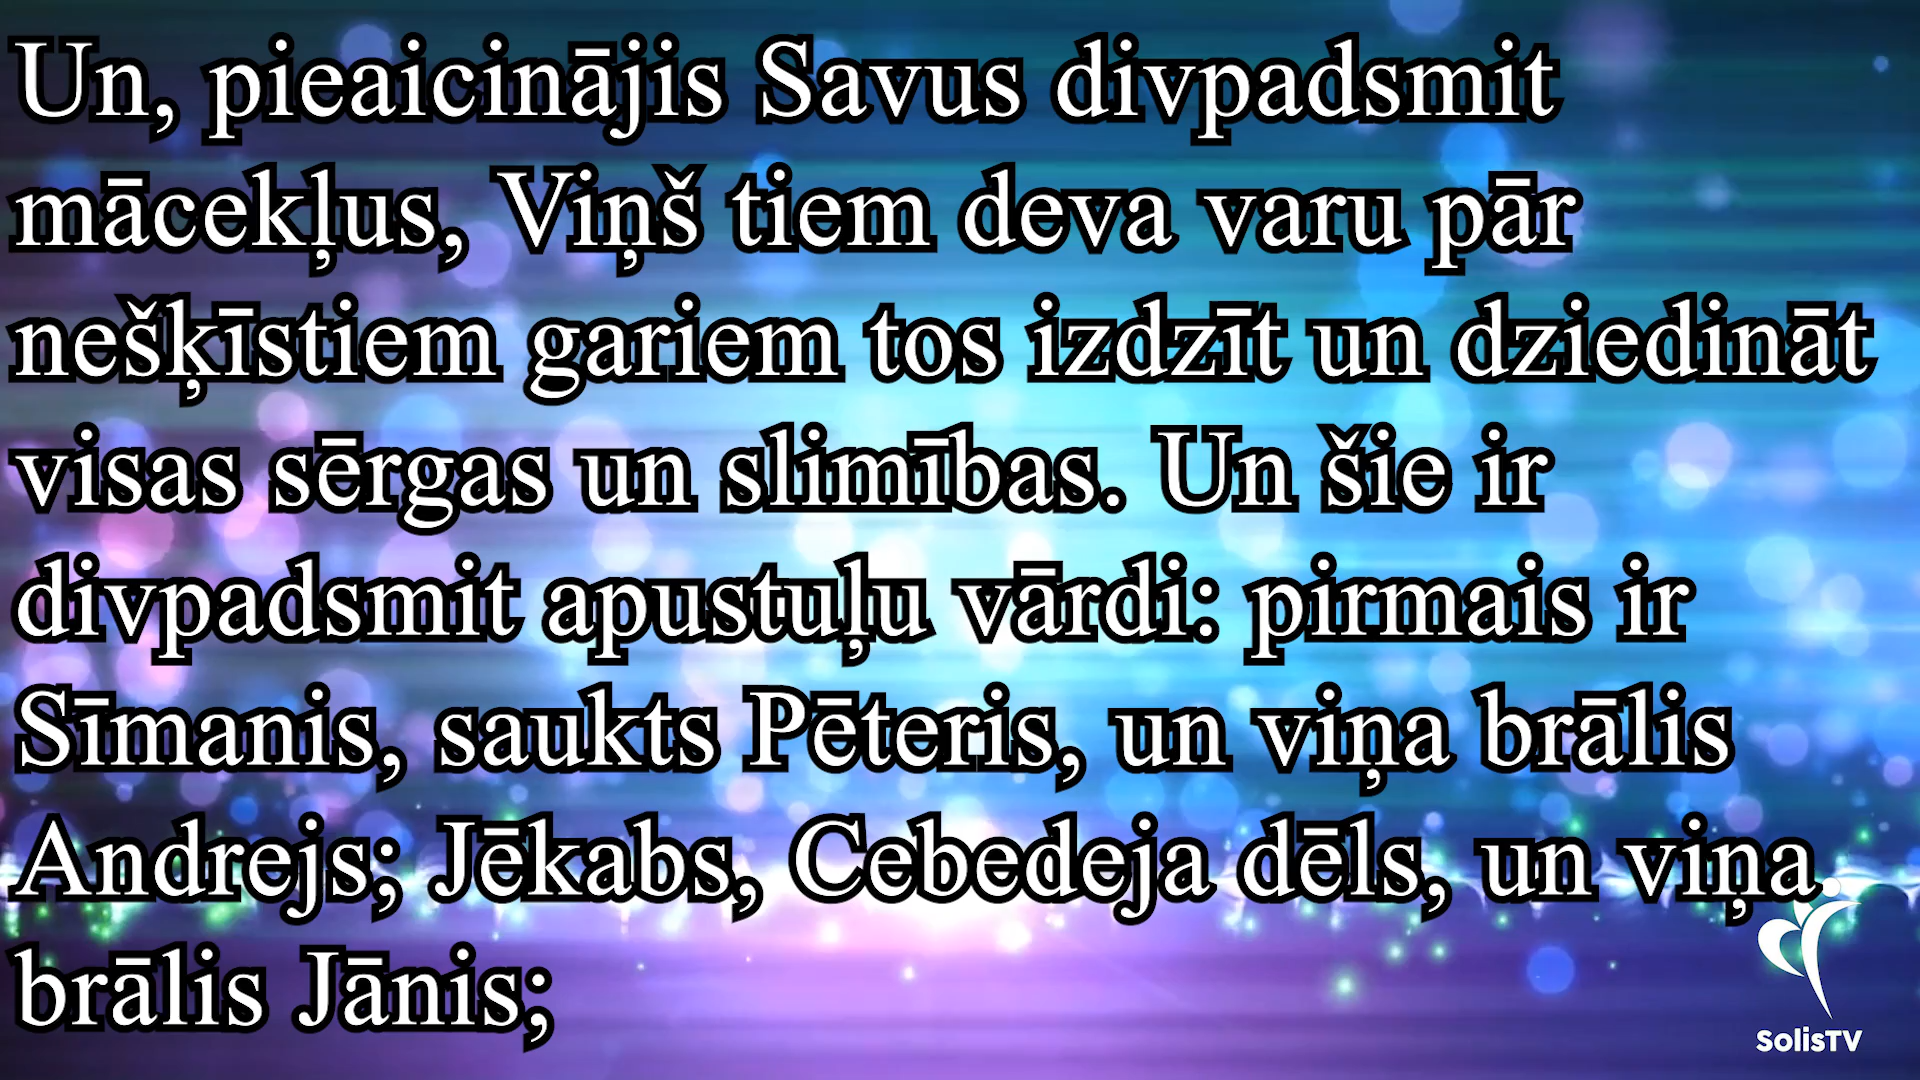 Un, pieaicinājis Savus divpadsmit
mācekļus, Viņš tiem deva varu pār
nešķīstiem gariem tos izdzīt un dziedināt
visas sērgas un slimības. Un šie ir
divpadsmit apustuļu vārdi: pirmais ir
Sīmanis, saukts Pēteris, un viņa brālis
Andrejs; Jēkabs, Cebedeja dēls, un viņa
brālis Jānis;
SolisTV